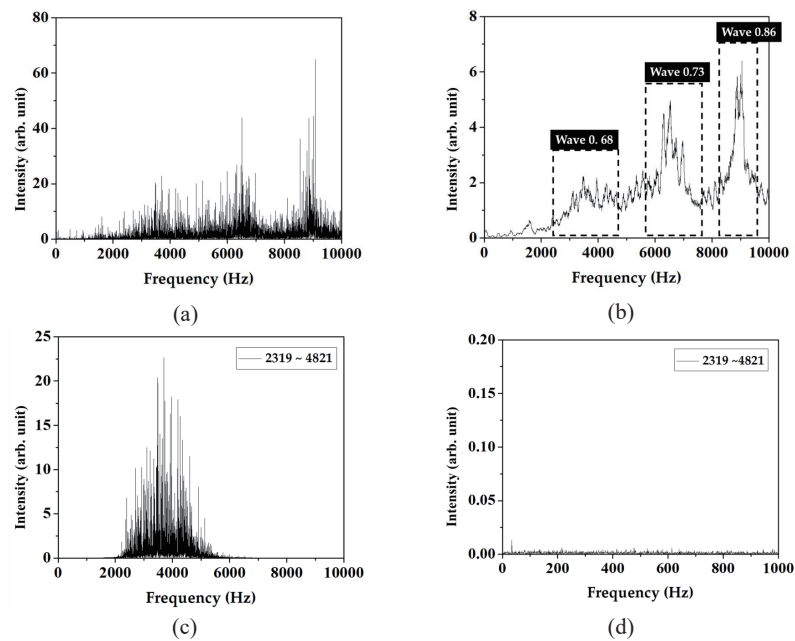 80
60
40
20
0
0 2000 4000 6000 8000 10000
Intensity (arb. unit)
Frequency (Hz)
(a)
8
6
4
2
0
0 2000 4000 6000 8000 10000
Intensity (arb. unit)
Frequency (Hz)
Wave 0. 68
Wave 0.73
Wave 0.86
(b)
25
20
15
10
5
0
0 2000 4000 6000 8000 10000
Intensity (arb. unit)
Frequency (Hz)
2319 ~ 4821
(c)
0.20
0.15
0.10
0.05
0.00
0 200 400 600 800 1000
Intensity (arb. unit)
Frequency (Hz)
2319 ~4821
(d)